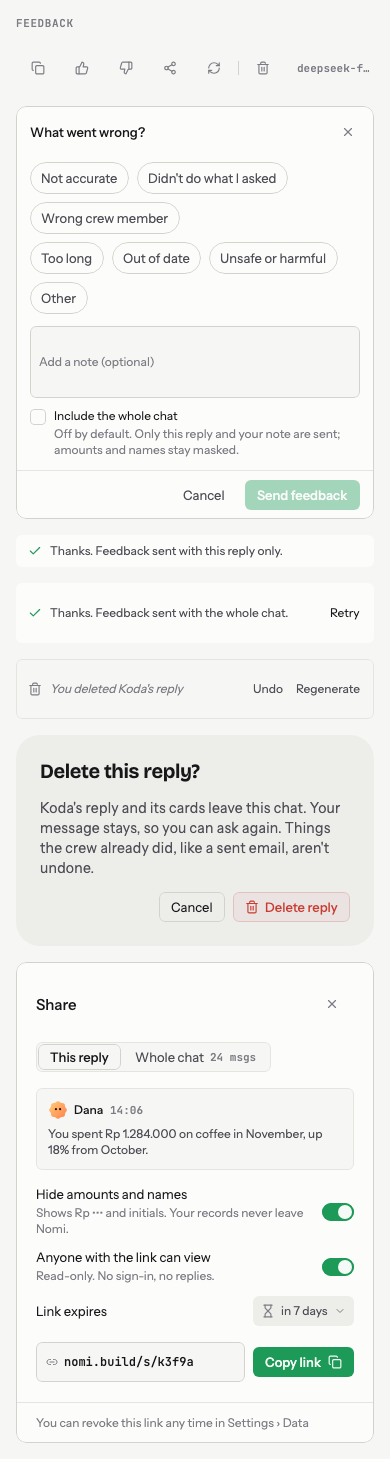 FEEDBACK
deepseek-f…
What went wrong?
Not accurate
Didn't do what I asked
Wrong crew member
Too long
Out of date
Unsafe or harmful
Other
Add a note (optional)
Include the whole chat
Off by default. Only this reply and your note are sent;
amounts and names stay masked.
Cancel
Send feedback
Thanks. Feedback sent with this reply only.
Thanks. Feedback sent with the whole chat.
Retry
You deleted Koda's reply
Undo
Regenerate
Delete this reply?
Koda's reply and its cards leave this chat. Your
message stays, so you can ask again. Things
the crew already did, like a sent email, aren't
undone.
Cancel
Delete reply
Share
This reply
Whole chat 24 msgs
Dana 14:06
You spent Rp 1.284.000 on coffee in November, up
18% from October.
Hide amounts and names
Shows Rp ••• and initials. Your records never leave
Nomi.
Anyone with the link can view
Read-only. No sign-in, no replies.
Link expires
in 7 days
nomi.build/s/k3f9a
Copy link
You can revoke this link any time in Settings › Data